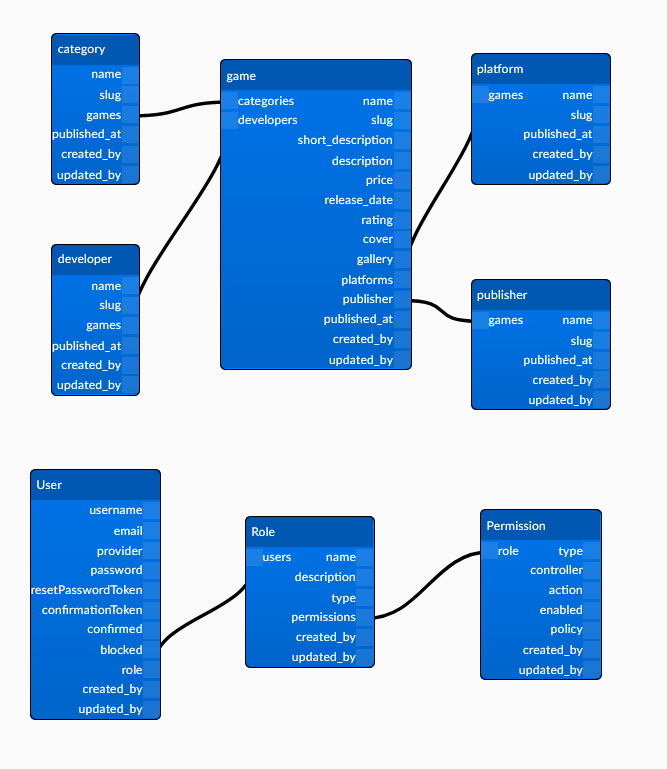 category
name
slug
games
published_at
created_by
updated_by
game
categories name
developers slug
short_description
description
price
release_date
rating
cover
gallery
platforms
publisher
published_at
created_by
updated_by
platform
games name
slug
published_at
created_by
updated_by
developer
name
slug
games
published_at
created_by
updated_by
publisher
games name
slug
published_at
created_by
updated_by
User
username
email
provider
password
resetPasswordToken
confirmationToken
confirmed
blocked
role
created_by
updated_by
Role
users name
description
type
permissions
created_by
updated_by
Permission
role type
controller
action
enabled
policy
created_by
updated_by